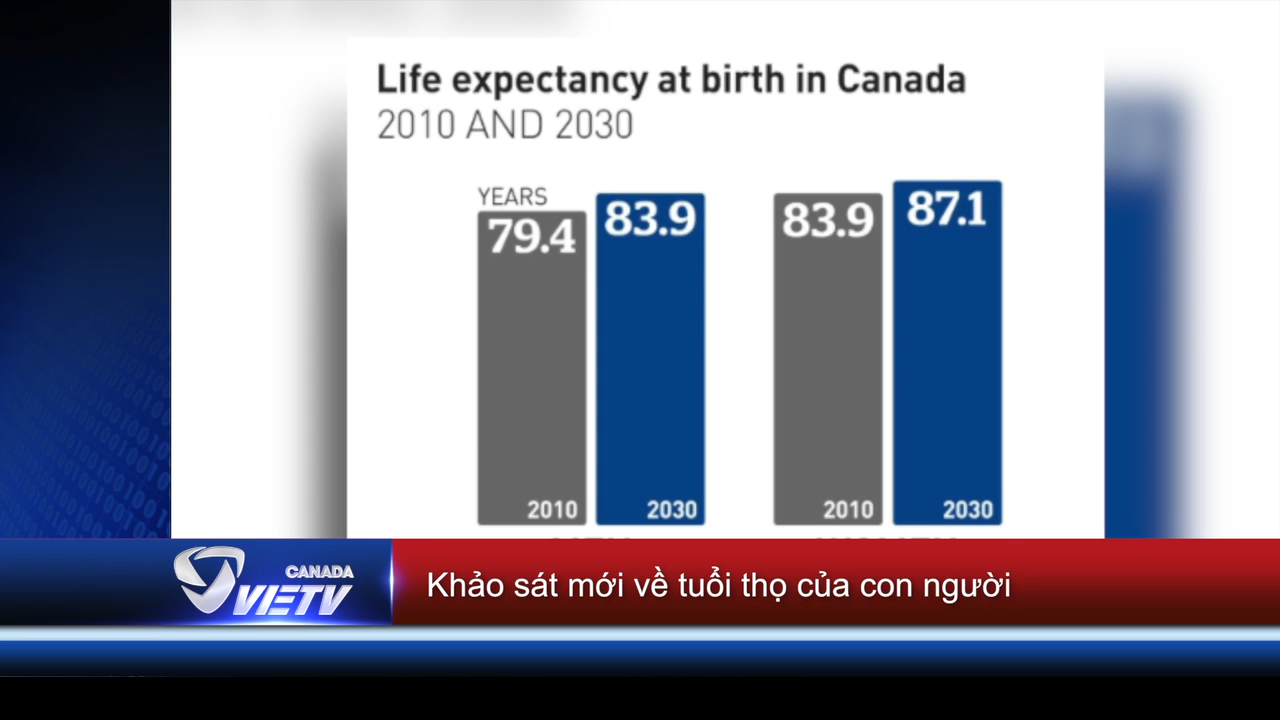 Life expectancy at birth in Canada
2010 AND 2030
YEARS
79.4
83.9
83.9
87.1
2010
2030
2010
2030
CANADA
VIETV
Khảo sát mới về tuổi thọ của con người